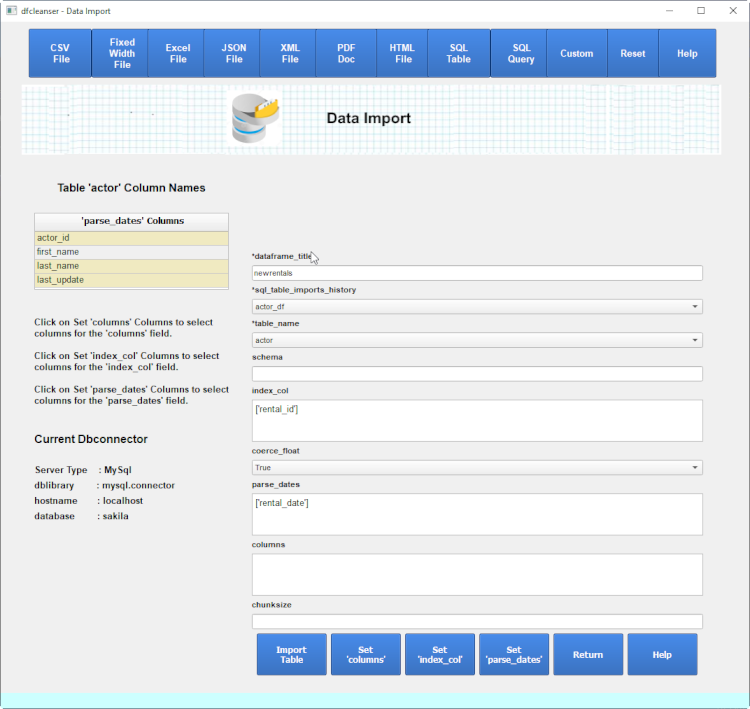 dfcleanser - Data Import
CSV
File
Fixed
Width
File
Excel
File
JSON
File
XML
File
PDF
Doc
HTML
File
SQL
Table
SQL
Query
Custom
Reset
Help
Data Import
Table 'actor' Column Names
'parse_dates' Columns
actor_id
first_name
last_name
last_update
Click on Set 'columns' Columns to select
columns for the 'columns' field.
Click on Set 'index_col' Columns to select
columns for the 'index_col' field.
Click on Set 'parse_dates' Columns to select
columns for the 'parse_dates' field.
Current Dbconnector
Server Type : MySql
dblibrary : mysql.connector
hostname : localhost
database : sakila
*dataframe_title
newrentals
*sql_table_imports_history
actor_df
*table_name
actor
schema
index_col
['rental_id']
coerce_float
True
parse_dates
['rental_date']
columns
chunksize
Import
Table
Set
'columns'
Set
'index_col'
Set
'parse_dates'
Return
Help